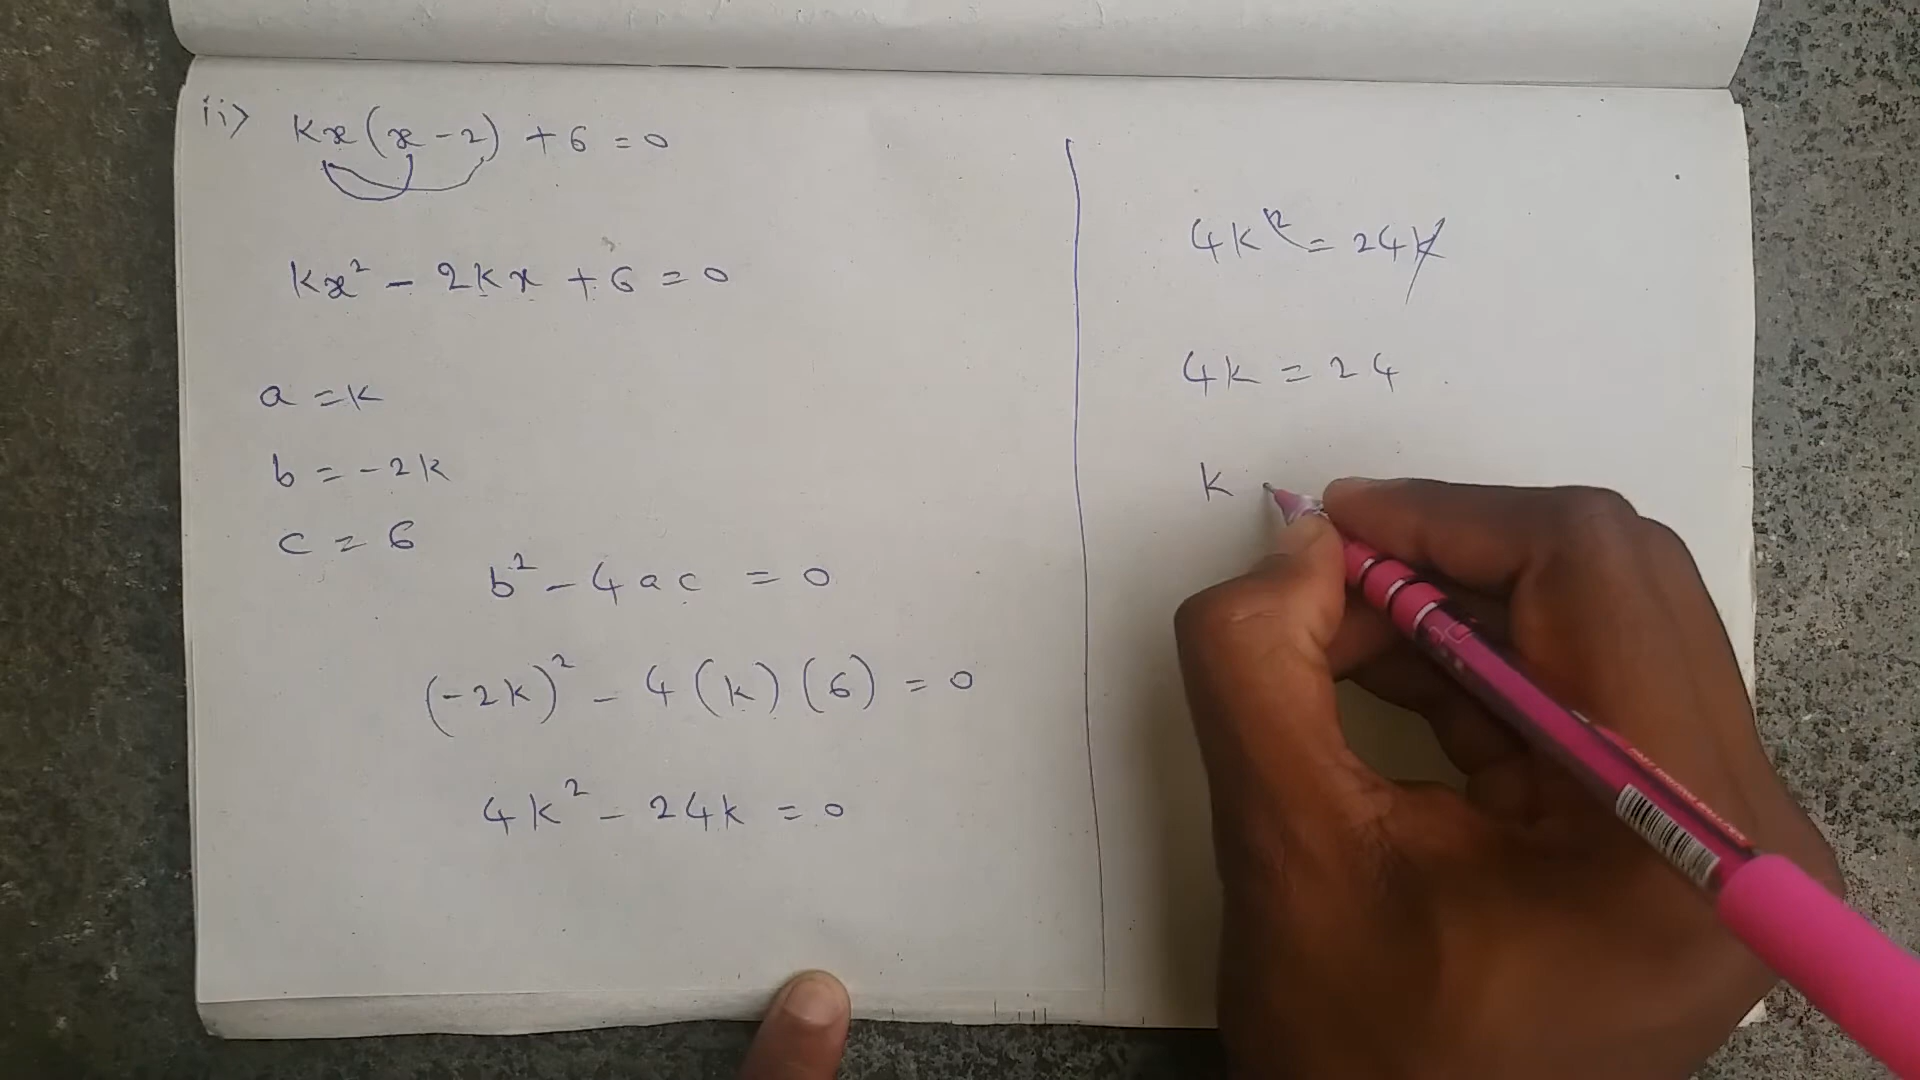 ii) kx(x-2) + 6 = 0
kx² - 2kx + 6 = 0
a = k
b = -2k
c = 6
b² - 4ac = 0
(-2k)² - 4(k)(6) = 0
4k² - 24k = 0
4k² = 24k
4k = 24
k